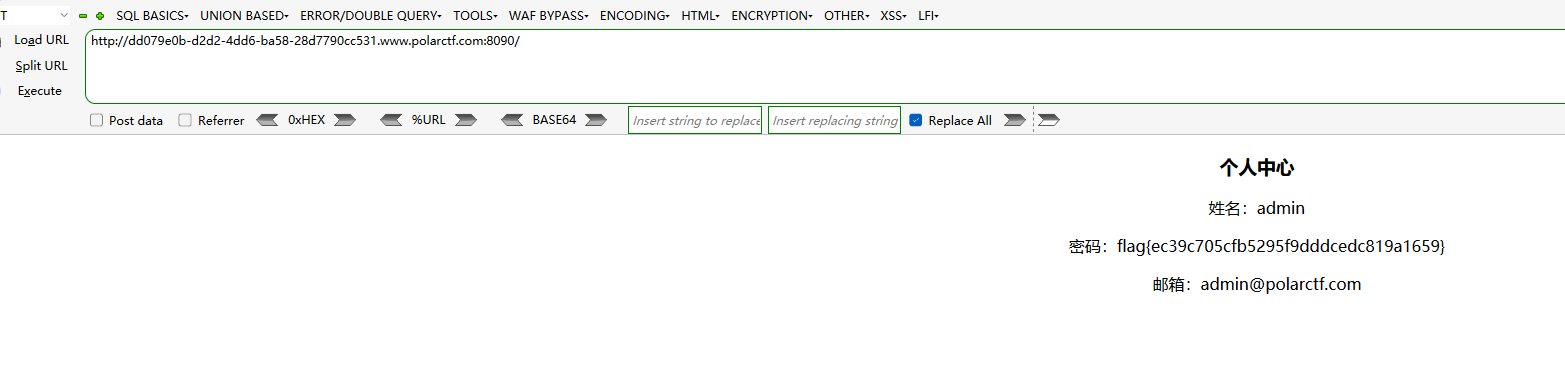 T SQL BASICS UNION BASED ERROR/DOUBLE QUERY TOOLS WAF BYPASS ENCODING HTML ENCRYPTION OTHER XSS LFI
Load URL http://dd079e0b-d2d2-4dd6-ba58-28d7790cc531.www.polarctf.com:8090/
Split URL
Execute
Post data Referrer 0xHEX %URL BASE64 Insert string to replace Insert replacing string Replace All
个人中心
姓名：admin
密码：flag{ec39c705cfb5295f9dddcedc819a1659}
邮箱：admin@polarctf.com